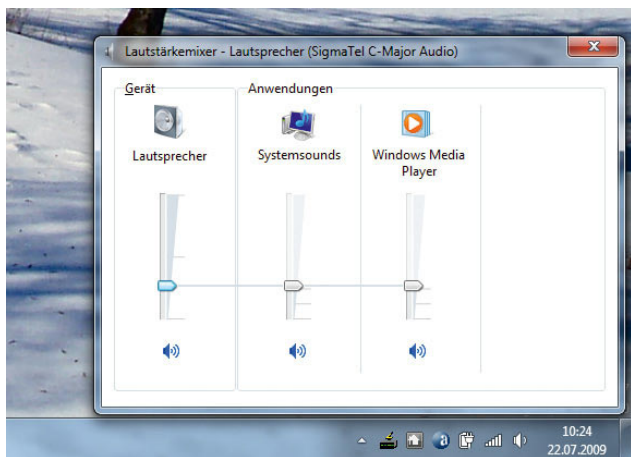 Lautstärkemixer - Lautsprecher (SigmaTel C-Major Audio)
Gerät
Anwendungen
Lautsprecher
Systemsounds
Windows Media
Player
10:24
22.07.2009